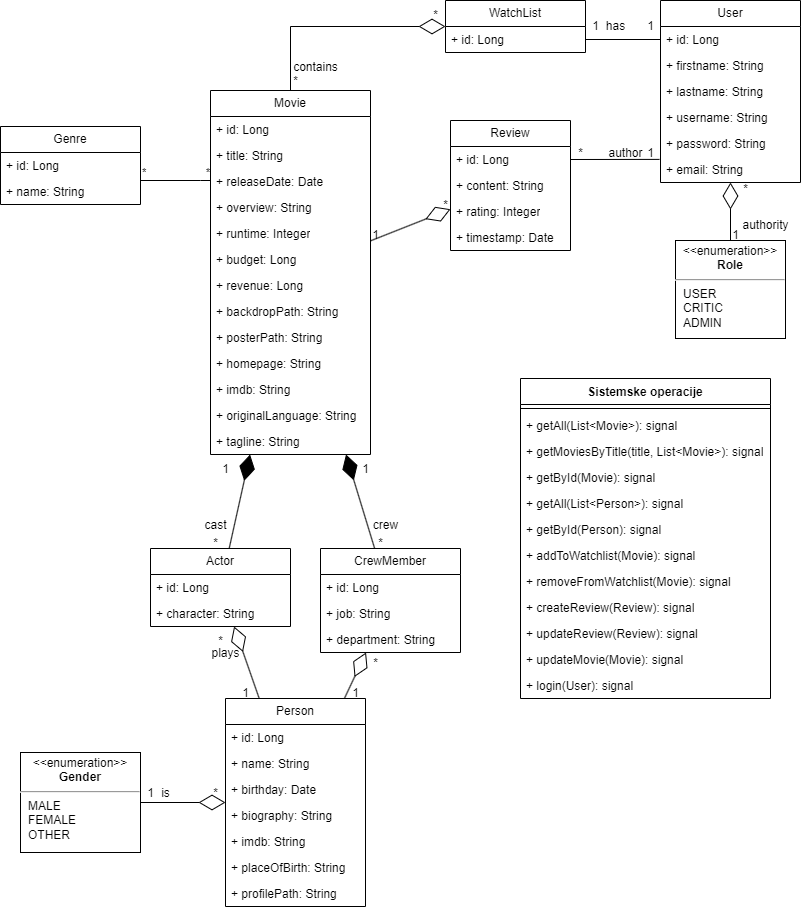 WatchList
+ id: Long
*
1 has 1
contains
*
User
+ id: Long
+ firstname: String
+ lastname: String
+ username: String
+ password: String
+ email: String
Movie
+ id: Long
+ title: String
+ releaseDate: Date
+ overview: String
+ runtime: Integer
+ budget: Long
+ revenue: Long
+ backdropPath: String
+ posterPath: String
+ homepage: String
+ imdb: String
+ originalLanguage: String
+ tagline: String
Genre
+ id: Long
+ name: String
* *
Review
+ id: Long
+ content: String
+ rating: Integer
+ timestamp: Date
* author 1
*
1
*
authority
1
<<enumeration>>
Role
USER
CRITIC
ADMIN
Sistemske operacije
+ getAll(List<Movie>): signal
+ getMoviesByTitle(title, List<Movie>): signal
+ getById(Movie): signal
+ getAll(List<Person>): signal
+ getById(Person): signal
+ addToWatchlist(Movie): signal
+ removeFromWatchlist(Movie): signal
+ createReview(Review): signal
+ updateReview(Review): signal
+ updateMovie(Movie): signal
+ login(User): signal
1 1
cast crew
* *
Actor
+ id: Long
+ character: String
CrewMember
+ id: Long
+ job: String
+ department: String
*
plays
*
1 1
Person
+ id: Long
+ name: String
+ birthday: Date
+ biography: String
+ imdb: String
+ placeOfBirth: String
+ profilePath: String
<<enumeration>>
Gender
MALE
FEMALE
OTHER
1 is *